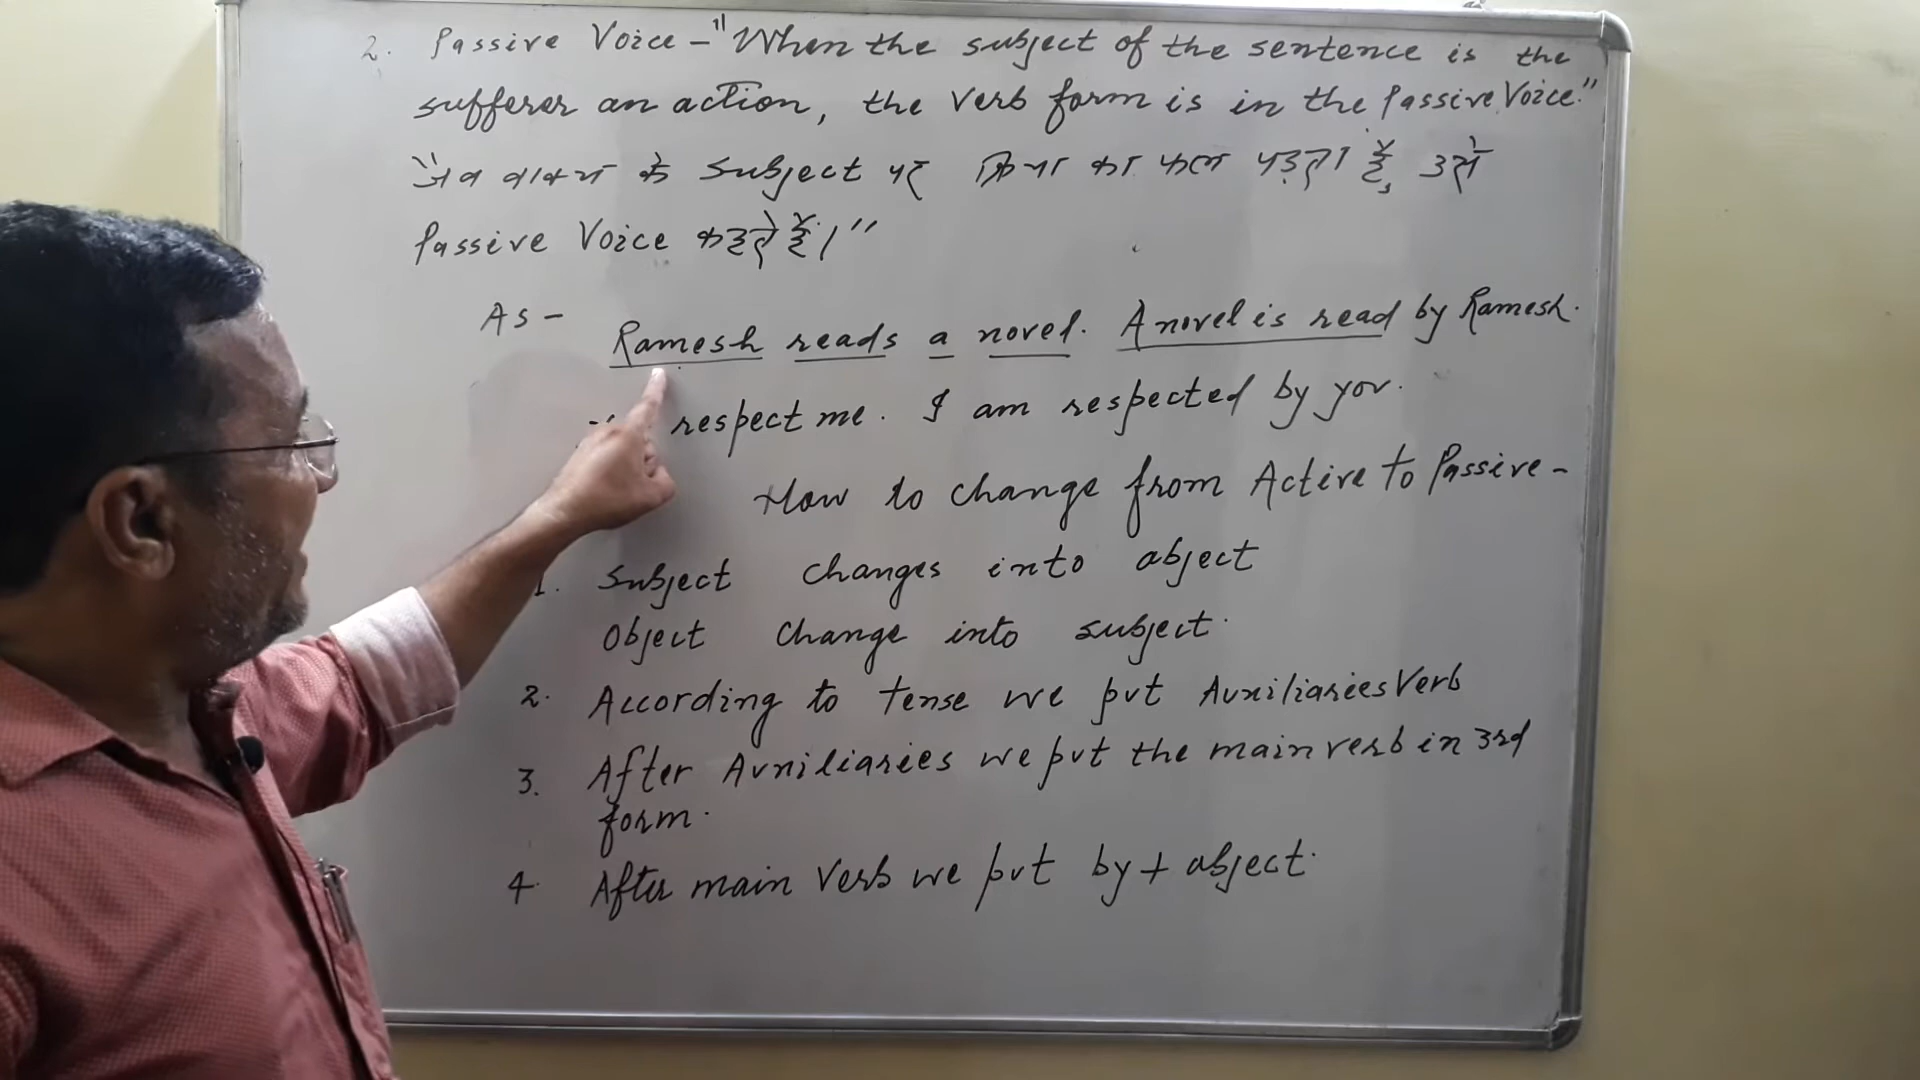 2. Passive Voice - "When the subject of the sentence is the
sufferer an action, the verb form is in the Passive Voice."
"जब वाक्य के subject पर क्रिया का फल पड़ता है, उसे
Passive Voice कहते हैं।"
As -
Ramesh reads a novel. A novel is read by Ramesh.
respect me. I am respected by you.
How to change from Active to Passive -
1. Subject changes into abject
Object change into subject.
2. According to tense we put Auxiliariees Verb
3. After Auxiliariees we put the main verb in 3rd
form.
4. After main verb we put by + abject.